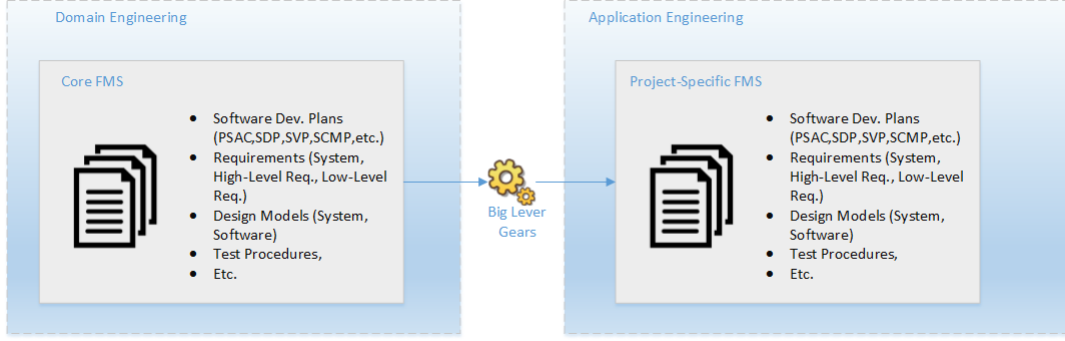 Domain Engineering
Core FMS
• Software Dev. Plans
(PSAC,SDP,SVP,SCMP,etc.)
• Requirements (System,
High-Level Req., Low-Level
Req.)
• Design Models (System,
Software)
• Test Procedures,
• Etc.
Big Lever
Gears
Application Engineering
Project-Specific FMS
• Software Dev. Plans
(PSAC,SDP,SVP,SCMP,etc.)
• Requirements (System,
High-Level Req., Low-Level
Req.)
• Design Models (System,
Software)
• Test Procedures,
• Etc.